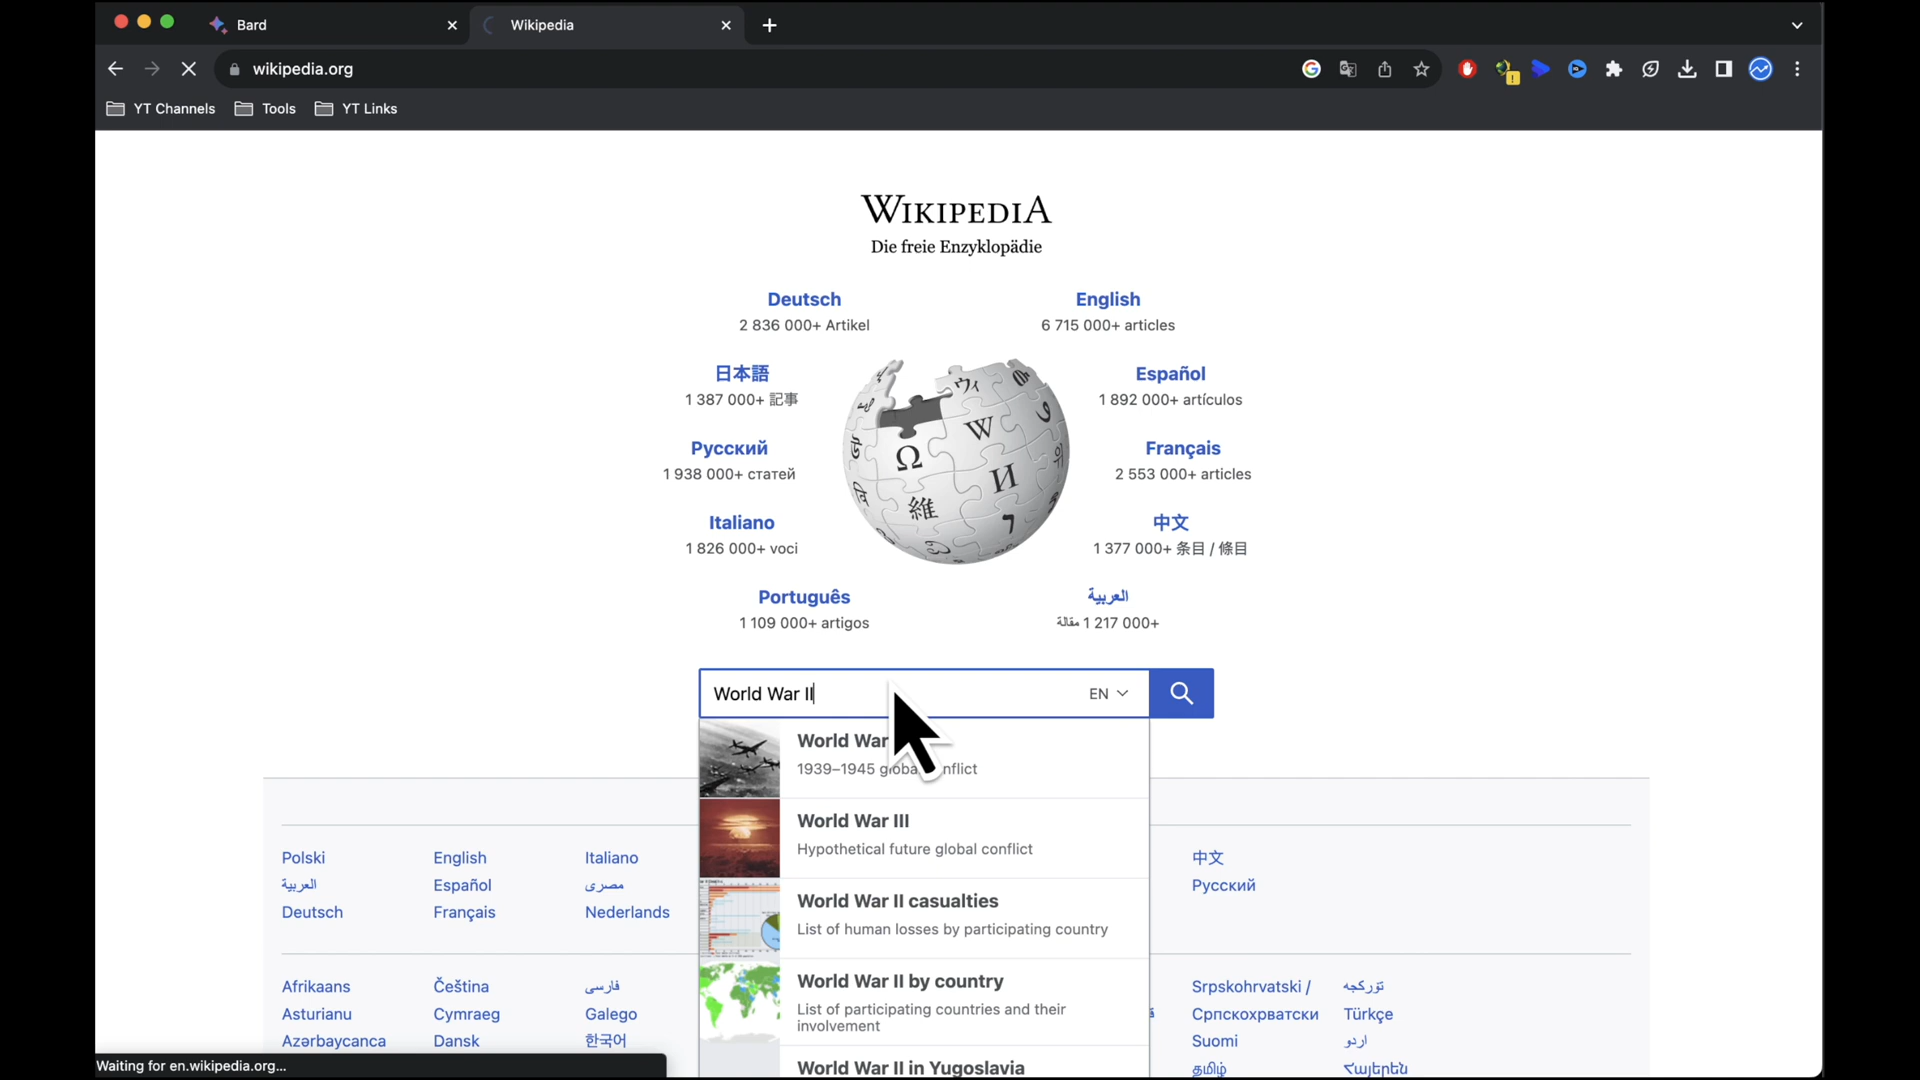 Bard
Wikipedia
wikipedia.org
YT Channels
Tools
YT Links
WIKIPEDIA
Die freie Enzyklopädie
Deutsch
2 836 000+ Artikel
English
6 715 000+ articles
日本語
1 387 000+ 記事
Español
1 892 000+ artículos
Русский
1 938 000+ статей
Français
2 553 000+ articles
Italiano
1 826 000+ voci
中文
1 377 000+ 条目 / 條目
Português
1 109 000+ artigos
العربية
1 217 000+ مقالة
World War II
EN
World War
1939–1945
World War III
Hypothetical future global conflict
World War II casualties
List of human losses by participating country
World War II by country
List of participating countries and their
involvement
World War II in Yugoslavia
Polski
English
Italiano
中文
العربية
Español
مصرى
Русский
Deutsch
Français
Nederlands
Afrikaans
Čeština
فارسی
Srpskohrvatski /
تۆرکجه
Asturianu
Cymraeg
Galego
Српскохрватски
Türkçe
Azərbaycanca
Dansk
한국어
Suomi
اردو
தமிழ்
Հայերեն
Waiting for en.wikipedia.org...